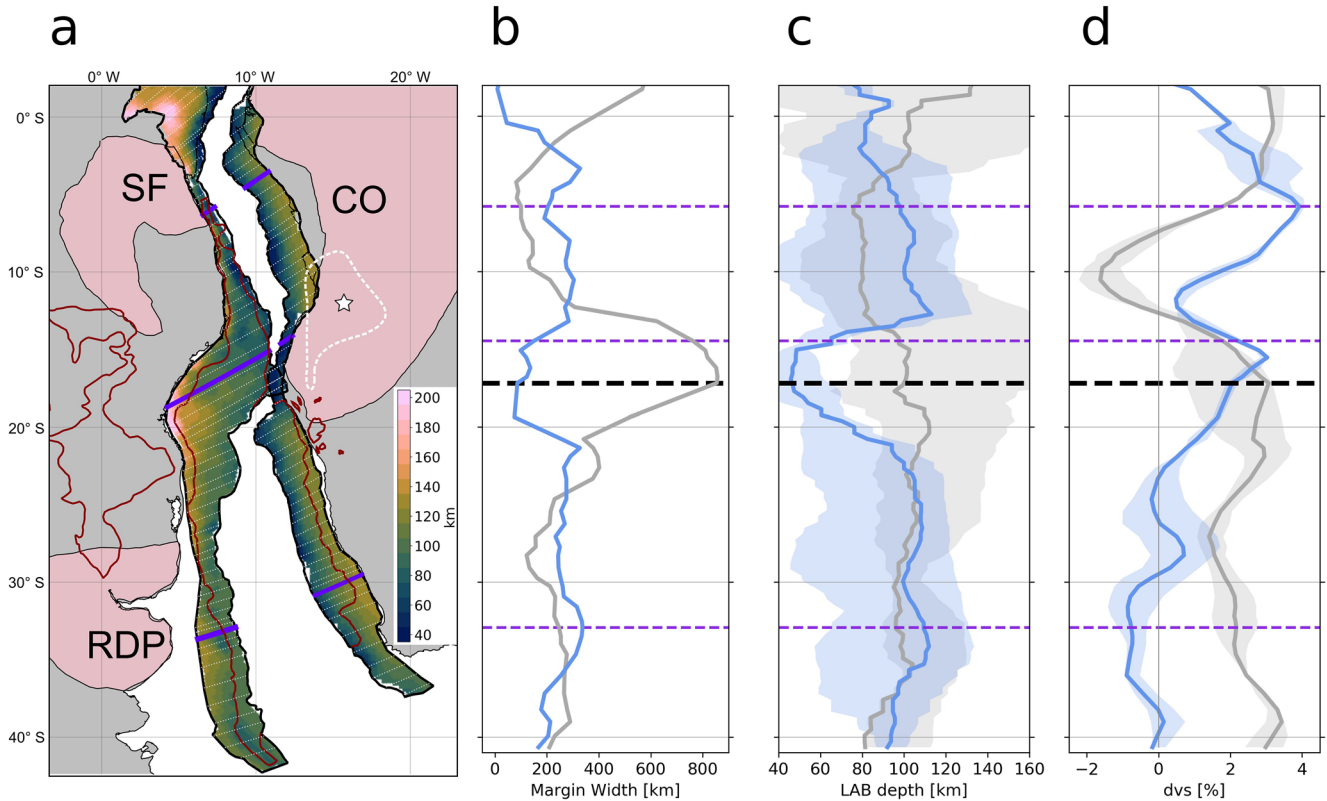 a
b
c
d
0° W
10° W
20° W
0° S
10° S
20° S
30° S
40° S
SF
CO
RDP
200
180
160
140
120
100
80
60
40
km
0
200
400
600
800
Margin Width [km]
40
60
80
100
120
140
160
LAB depth [km]
−2
0
2
4
dvs [%]